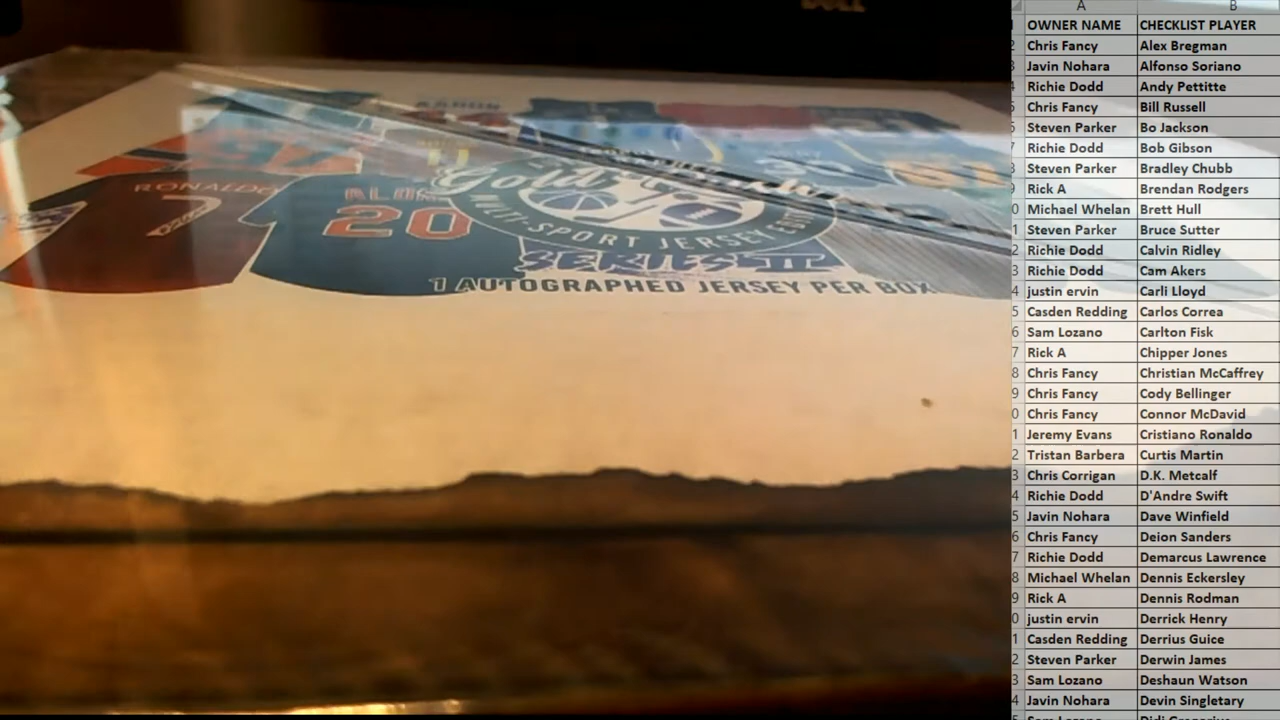 DELL
RONALDO
7
20
Gold Rush
MULTI-SPORT JERSEY EDITION
SERIES II
1 AUTOGRAPHED JERSEY PER BOX
A B
OWNER NAME CHECKLIST PLAYER
Chris Fancy Alex Bregman
Javin Nohara Alfonso Soriano
Richie Dodd Andy Pettitte
Chris Fancy Bill Russell
Steven Parker Bo Jackson
Richie Dodd Bob Gibson
Steven Parker Bradley Chubb
Rick A Brendan Rodgers
Michael Whelan Brett Hull
Steven Parker Bruce Sutter
Richie Dodd Calvin Ridley
Richie Dodd Cam Akers
justin ervin Carli Lloyd
Casden Redding Carlos Correa
Sam Lozano Carlton Fisk
Rick A Chipper Jones
Chris Fancy Christian McCaffrey
Chris Fancy Cody Bellinger
Chris Fancy Connor McDavid
Jeremy Evans Cristiano Ronaldo
Tristan Barbera Curtis Martin
Chris Corrigan D.K. Metcalf
Richie Dodd D'Andre Swift
Javin Nohara Dave Winfield
Chris Fancy Deion Sanders
Richie Dodd Demarcus Lawrence
Michael Whelan Dennis Eckersley
Rick A Dennis Rodman
justin ervin Derrick Henry
Casden Redding Derrius Guice
Steven Parker Derwin James
Sam Lozano Deshaun Watson
Javin Nohara Devin Singletary